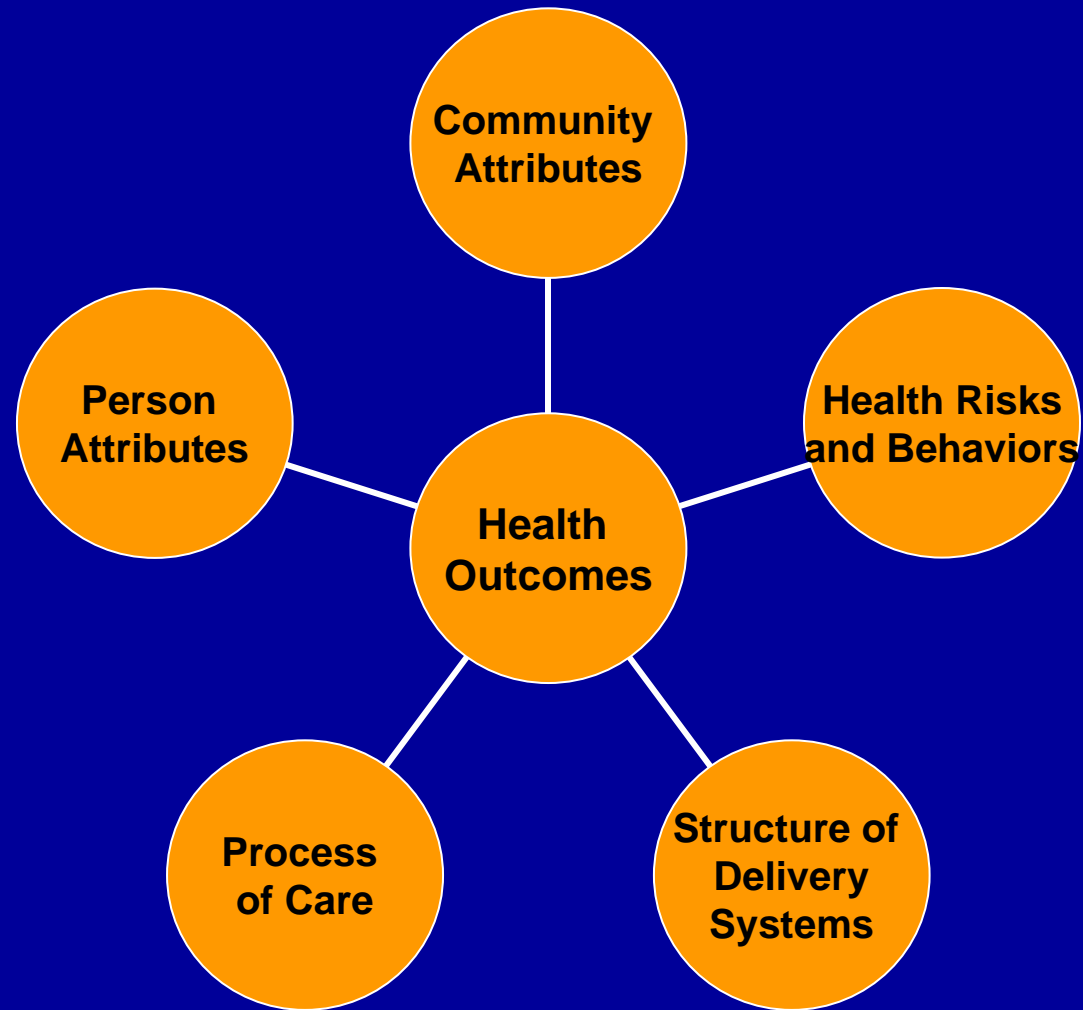 Community
Attributes
Person
Attributes
Health Risks
and Behaviors
Health
Outcomes
Process
of Care
Structure of
Delivery
Systems